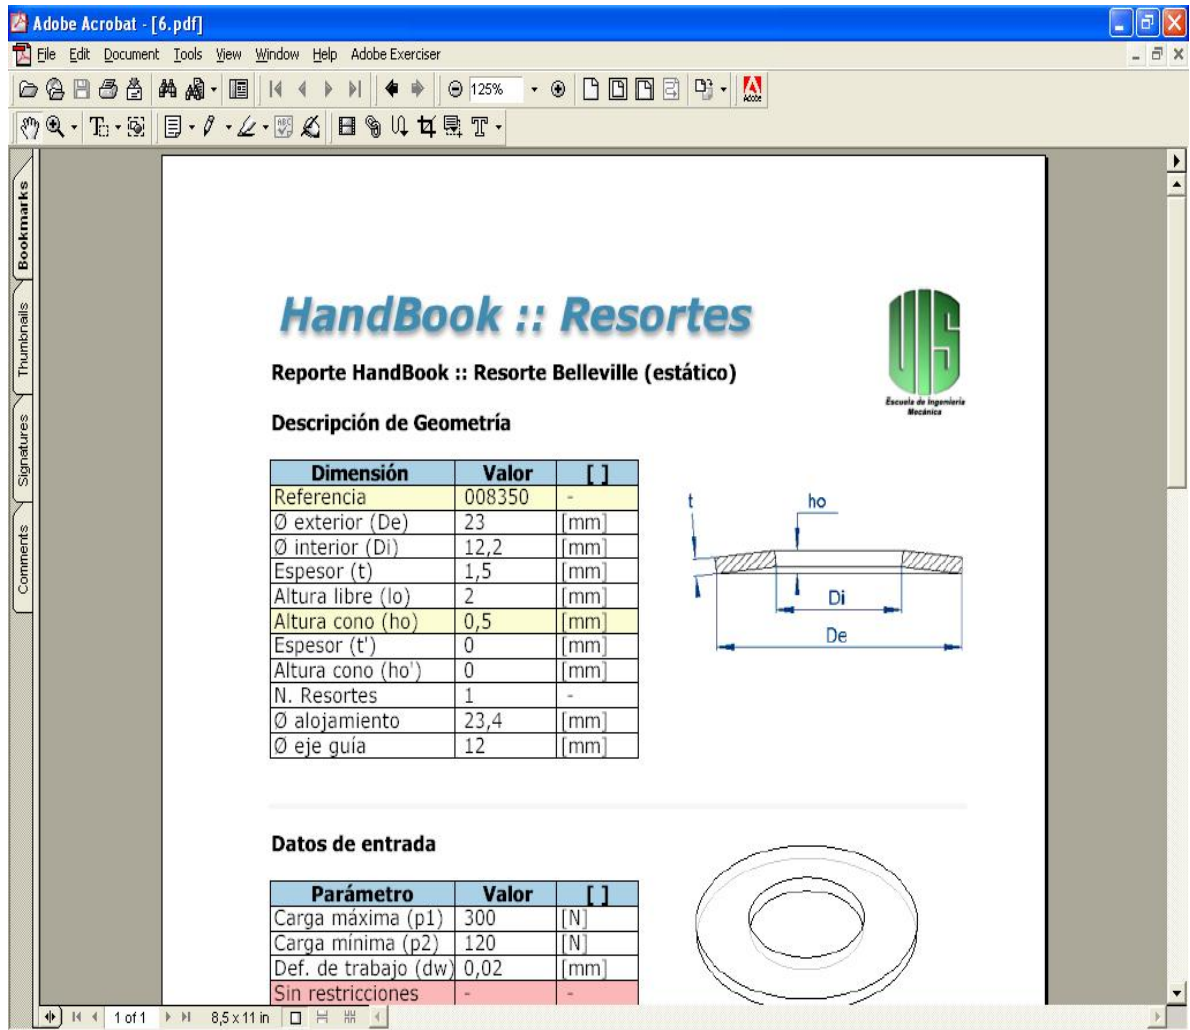 Adobe Acrobat - [6.pdf]
File Edit Document Tools View Window Help Adobe Exerciser
125%
Adobe
Bookmarks
Thumbnails
Signatures
Comments
HandBook :: Resortes
Reporte HandBook :: Resorte Belleville (estático)
UIS
Escuela de Ingeniería
Mecánica
Descripción de Geometría
Dimensión Valor [ ]
Referencia 008350 -
Ø exterior (De) 23 [mm]
Ø interior (Di) 12,2 [mm]
Espesor (t) 1,5 [mm]
Altura libre (lo) 2 [mm]
Altura cono (ho) 0,5 [mm]
Espesor (t') 0 [mm]
Altura cono (ho') 0 [mm]
N. Resortes 1 -
Ø alojamiento 23,4 [mm]
Ø eje guía 12 [mm]
t
ho
Di
De
Datos de entrada
Parámetro Valor [ ]
Carga máxima (p1) 300 [N]
Carga mínima (p2) 120 [N]
Def. de trabajo (dw) 0,02 [mm]
Sin restricciones - -
1 of 1 8,5 x 11 in